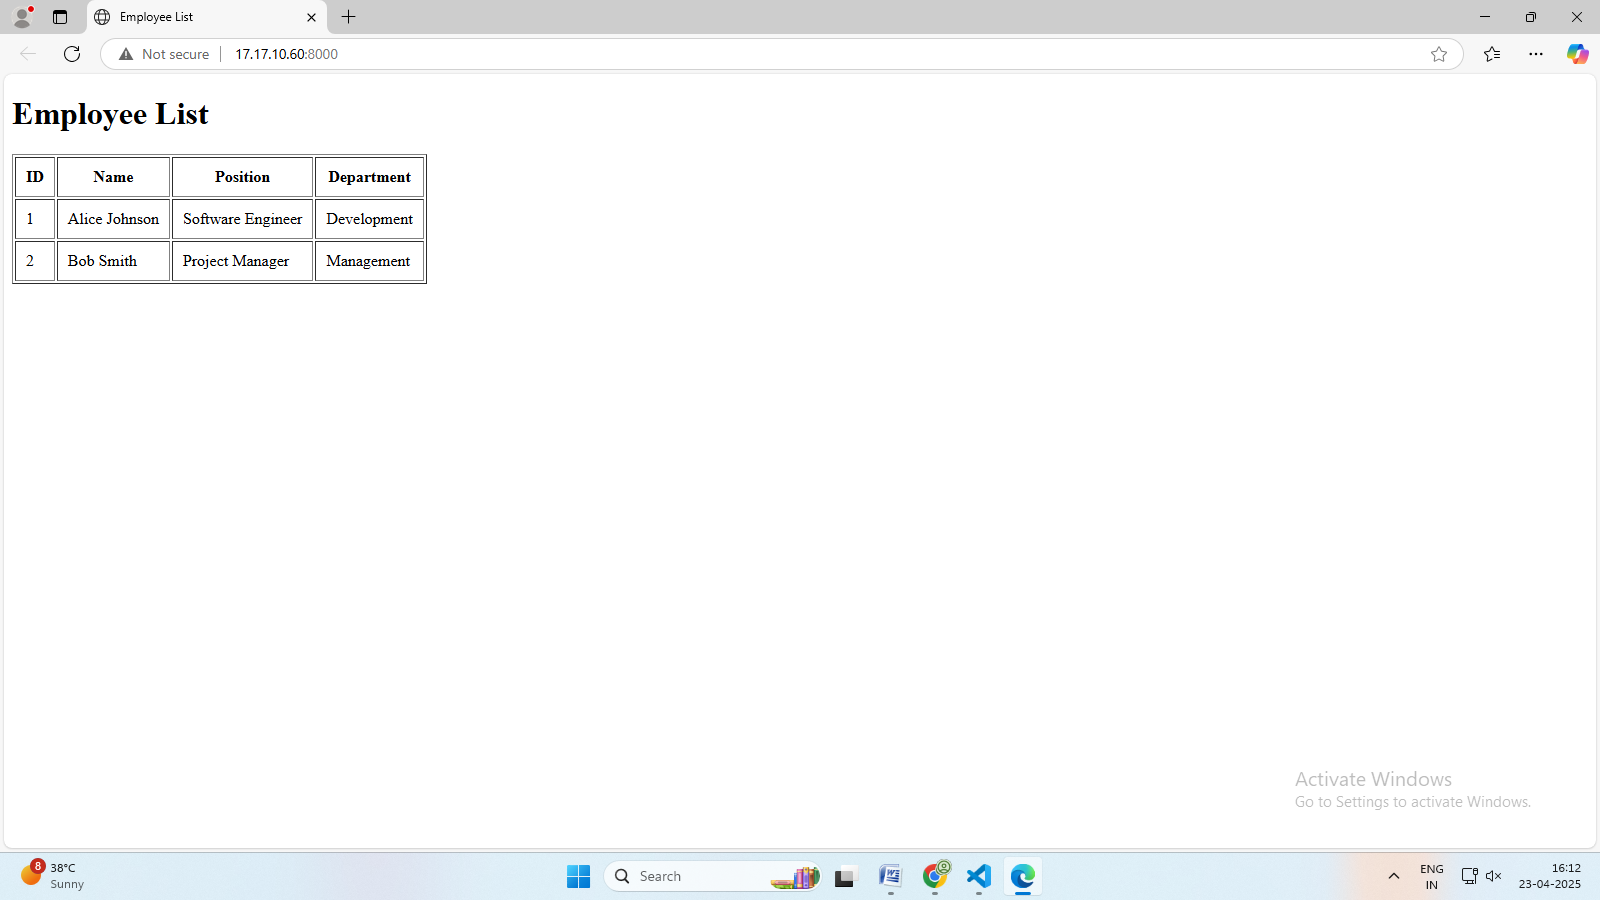 Employee List
Not secure
17.17.10.60:8000
Employee List
ID Name Position Department
1 Alice Johnson Software Engineer Development
2 Bob Smith Project Manager Management
Activate Windows
Go to Settings to activate Windows.
8
38°C
Sunny
Search
ENG
IN
16:12
23-04-2025